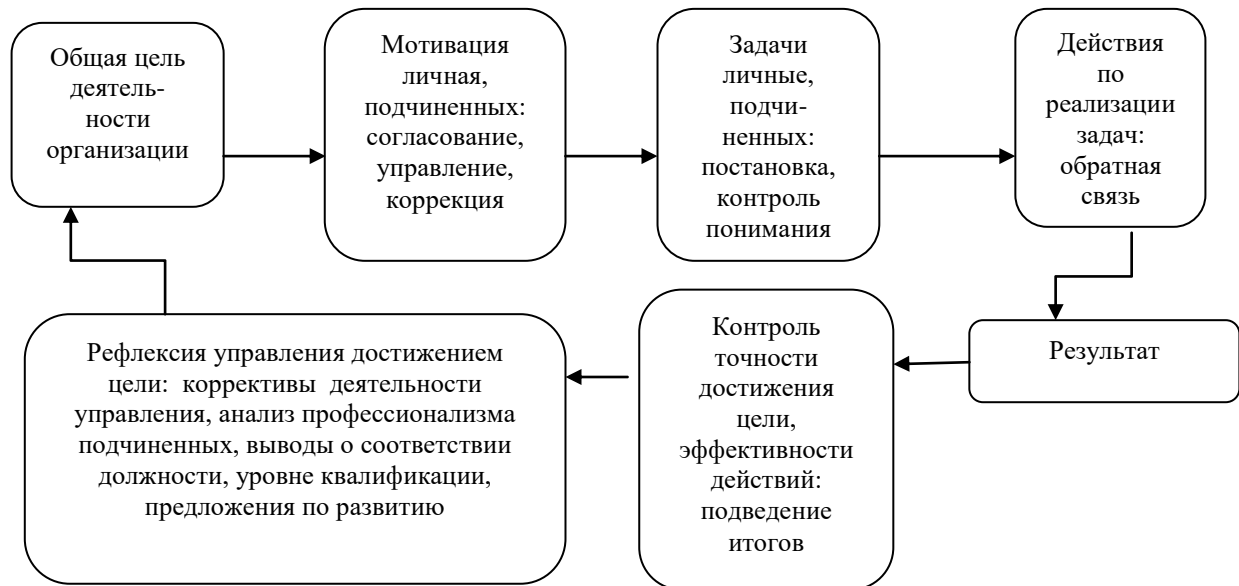 Общая цель
деятель-
ности
организации
Мотивация
личная,
подчиненных:
согласование,
управление,
коррекция
Задачи
личные,
подчи-
ненных:
постановка,
контроль
понимания
Действия
по
реализации
задач:
обратная
связь
Результат
Контроль
точности
достижения
цели,
эффективности
действий:
подведение
итогов
Рефлексия управления достижением
цели: коррективы деятельности
управления, анализ профессионализма
подчиненных, выводы о соответствии
должности, уровне квалификации,
предложения по развитию